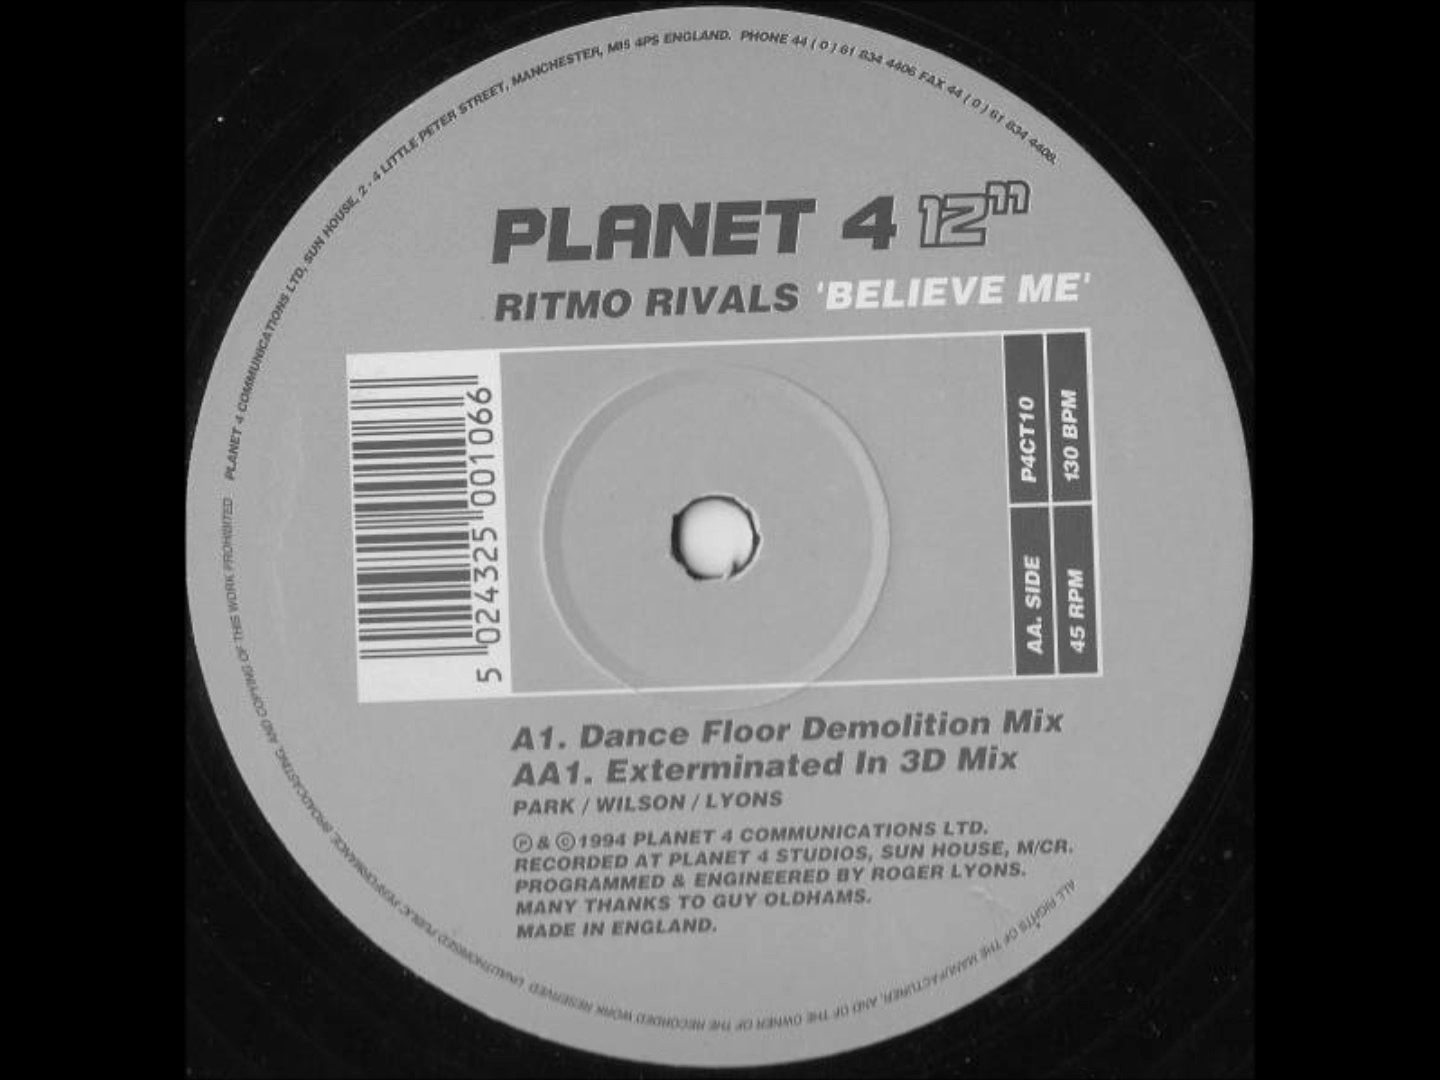 PLANET 4 COMMUNICATIONS LTD, SUN HOUSE, 2 - 4 LITTLE PETER STREET, MANCHESTER, M15 4PS ENGLAND. PHONE 44 ( 0 ) 61 834 4406 FAX 44 ( 0 ) 61 834 4408.
PLANET 4 12"
RITMO RIVALS 'BELIEVE ME'
5 024325 001066
P4CT10
130 BPM
AA. SIDE
45 RPM
A1. Dance Floor Demolition Mix
AA1. Exterminated In 3D Mix
PARK / WILSON / LYONS
℗ & © 1994 PLANET 4 COMMUNICATIONS LTD.
RECORDED AT PLANET 4 STUDIOS, SUN HOUSE, M/CR.
PROGRAMMED & ENGINEERED BY ROGER LYONS.
MANY THANKS TO GUY OLDHAMS.
MADE IN ENGLAND.
ALL RIGHTS OF THE MANUFACTURER, AND OF THE OWNER OF THE RECORDED WORK RESERVED UNAUTHORISED PUBLIC PERFORMANCE, BROADCASTING AND COPYING OF THIS WORK PROHIBITED